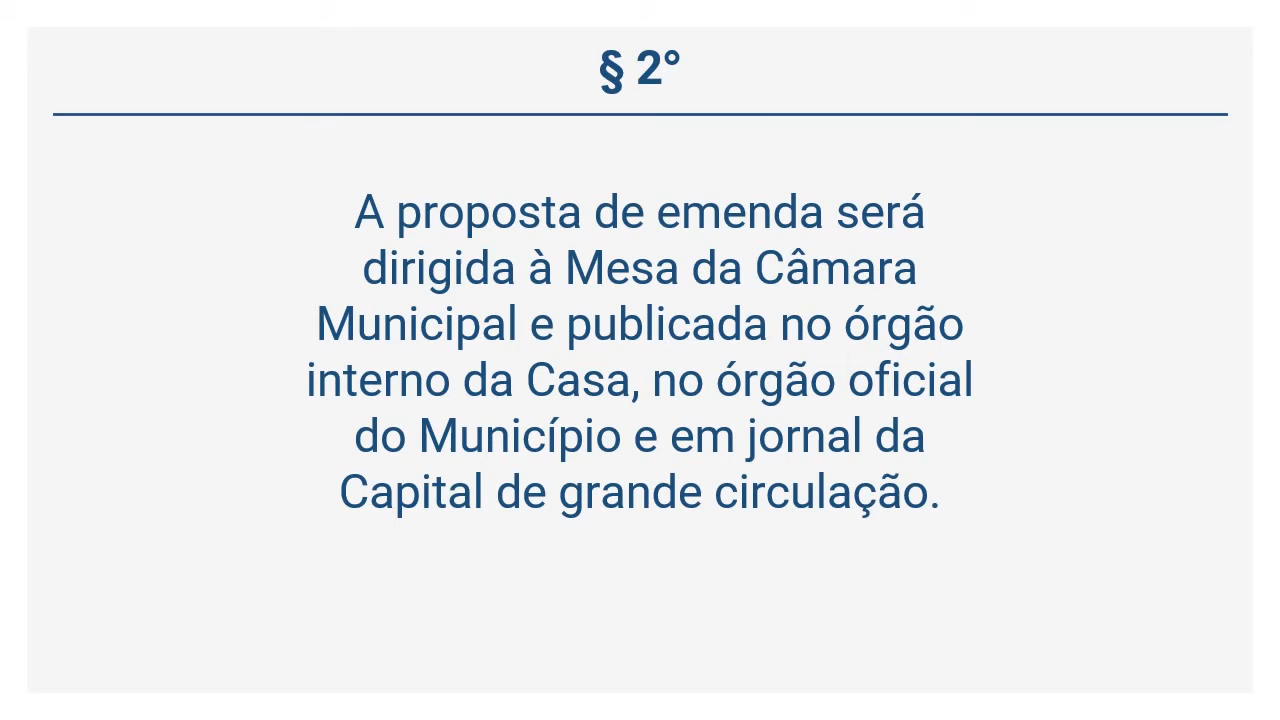 § 2°
A proposta de emenda será
dirigida à Mesa da Câmara
Municipal e publicada no órgão
interno da Casa, no órgão oficial
do Município e em jornal da
Capital de grande circulação.